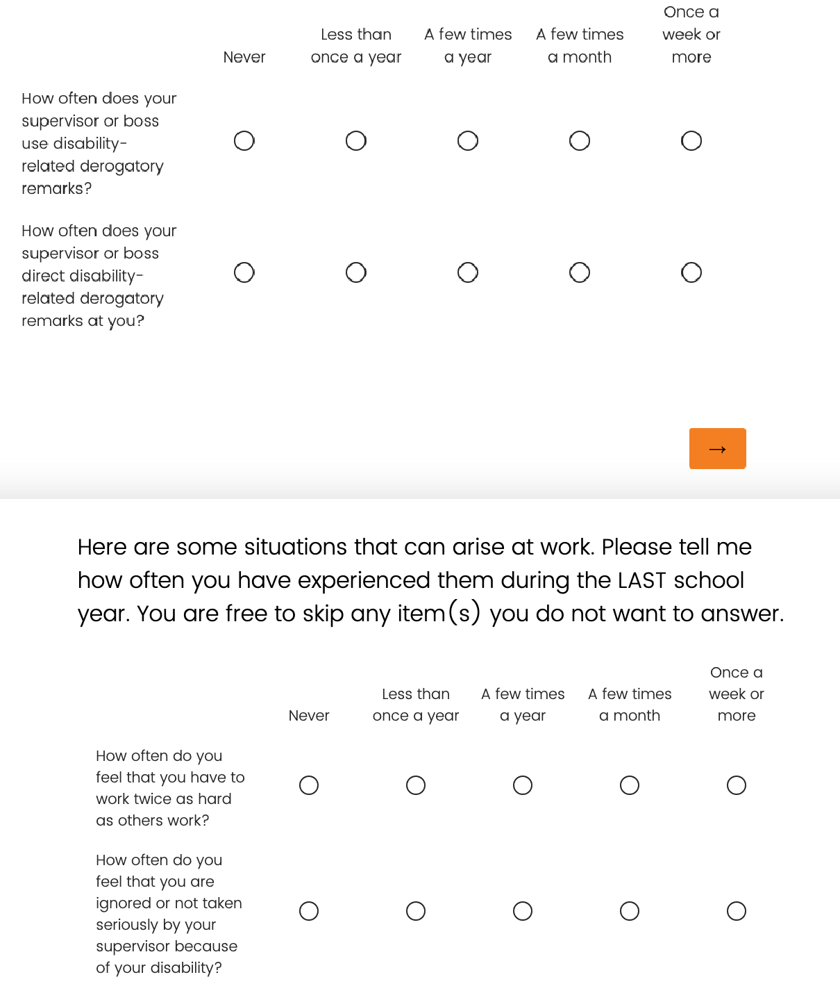 Never
Less than
once a year
A few times
a year
A few times
a month
Once a
week or
more
How often does your
supervisor or boss
use disability-
related derogatory
remarks?
How often does your
supervisor or boss
direct disability-
related derogatory
remarks at you?
→
Here are some situations that can arise at work. Please tell me
how often you have experienced them during the LAST school
year. You are free to skip any item(s) you do not want to answer.
Never
Less than
once a year
A few times
a year
A few times
a month
Once a
week or
more
How often do you
feel that you have to
work twice as hard
as others work?
How often do you
feel that you are
ignored or not taken
seriously by your
supervisor because
of your disability?